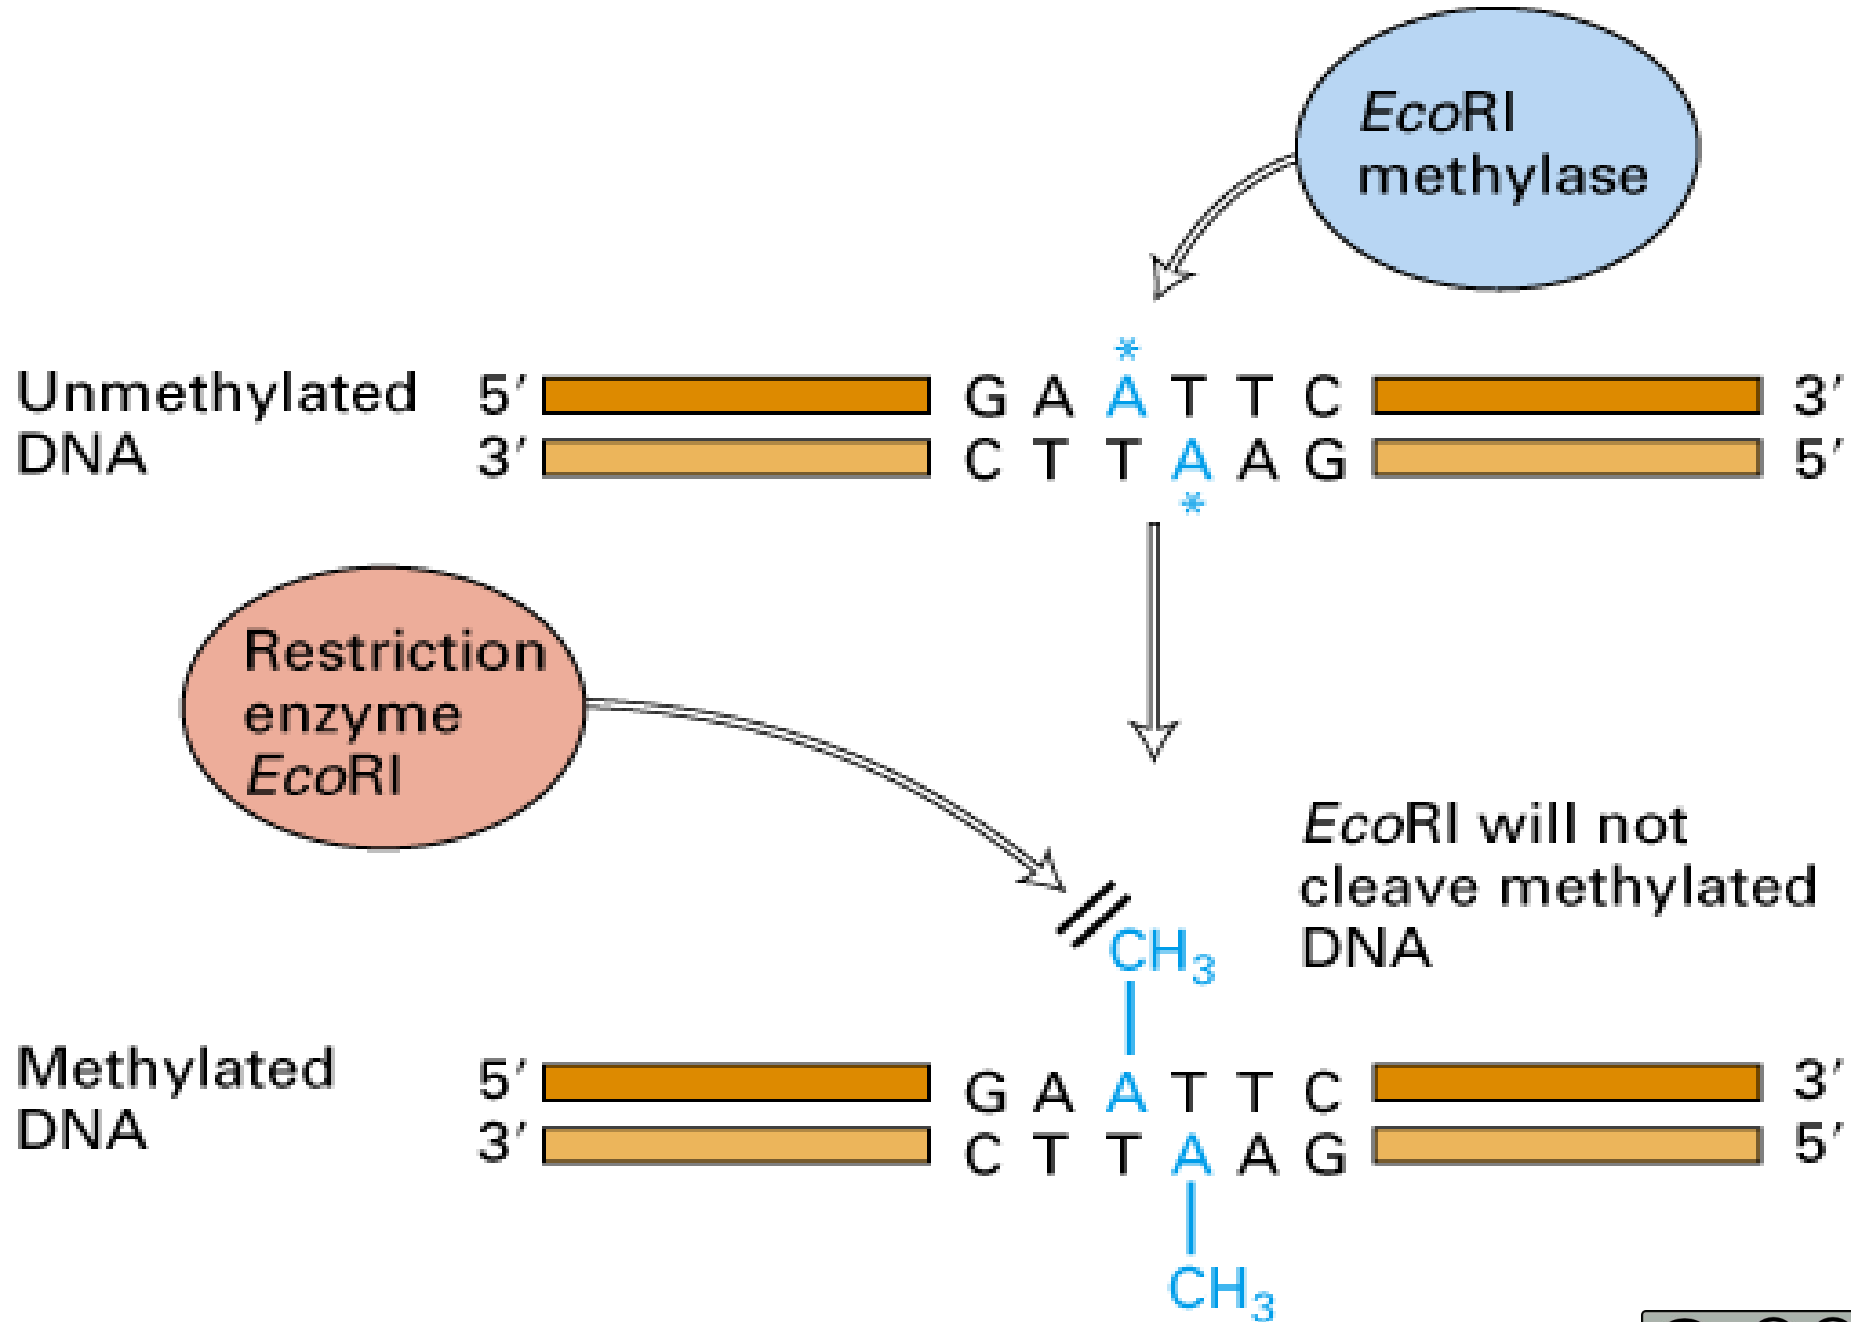 EcoRI
methylase
*
Unmethylated 5′ G A A T T C 3′
DNA 3′ C T T A A G 5′
*
Restriction
enzyme
EcoRI
EcoRI will not
cleave methylated
DNA
CH₃
Methylated 5′ G A A T T C 3′
DNA 3′ C T T A A G 5′
CH₃